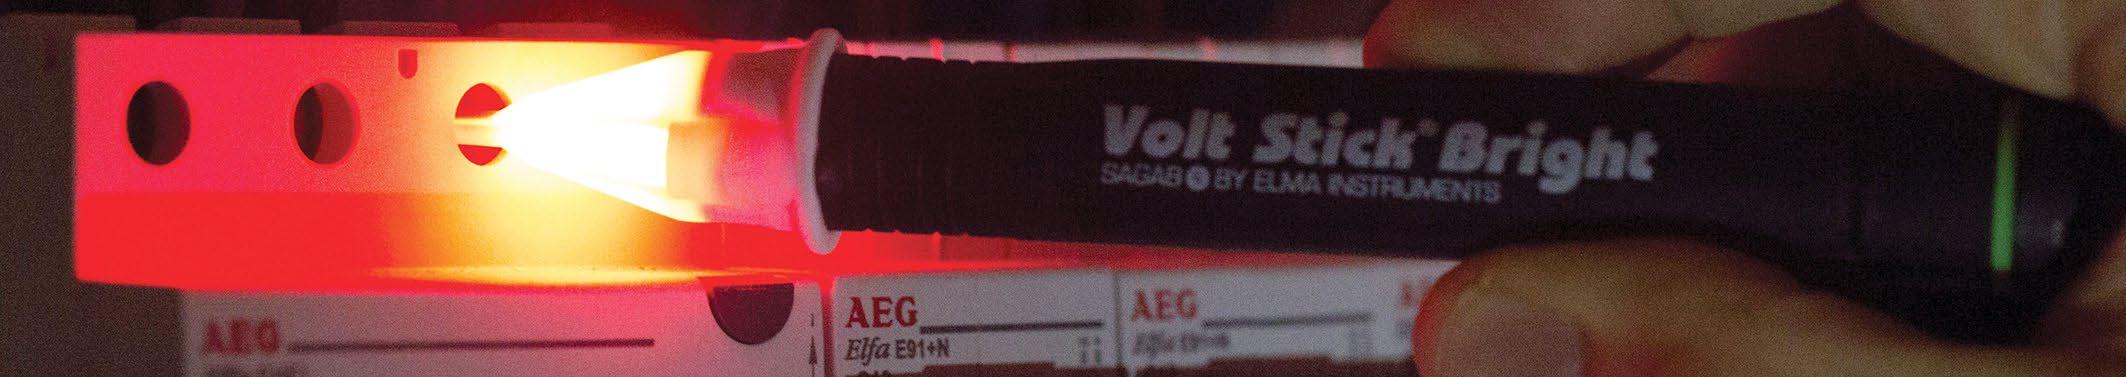 Volt Stick® Bright
SAGAB BY ELMA INSTRUMENTS
AEG
AEG
Elfa E91+N
AEG